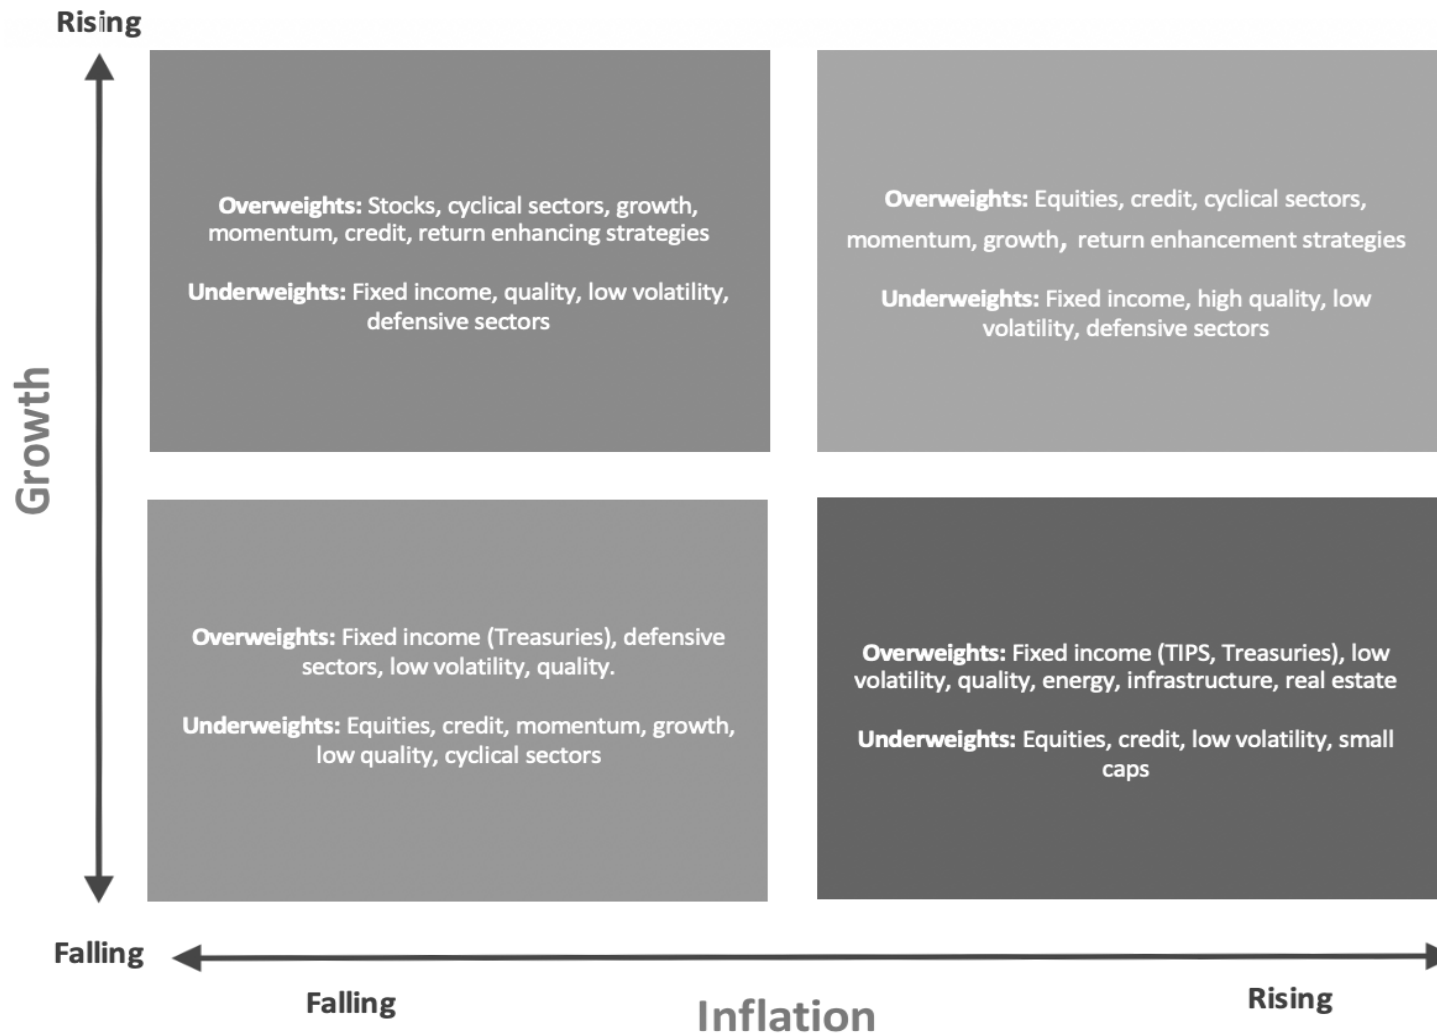 Rising
Overweights: Stocks, cyclical sectors, growth,
momentum, credit, return enhancing strategies
Underweights: Fixed income, quality, low volatility,
defensive sectors
Overweights: Equities, credit, cyclical sectors,
momentum, growth, return enhancement strategies
Underweights: Fixed income, high quality, low
volatility, defensive sectors
Growth
Overweights: Fixed income (Treasuries), defensive
sectors, low volatility, quality.
Underweights: Equities, credit, momentum, growth,
low quality, cyclical sectors
Overweights: Fixed income (TIPS, Treasuries), low
volatility, quality, energy, infrastructure, real estate
Underweights: Equities, credit, low volatility, small
caps
Falling
Falling
Inflation
Rising